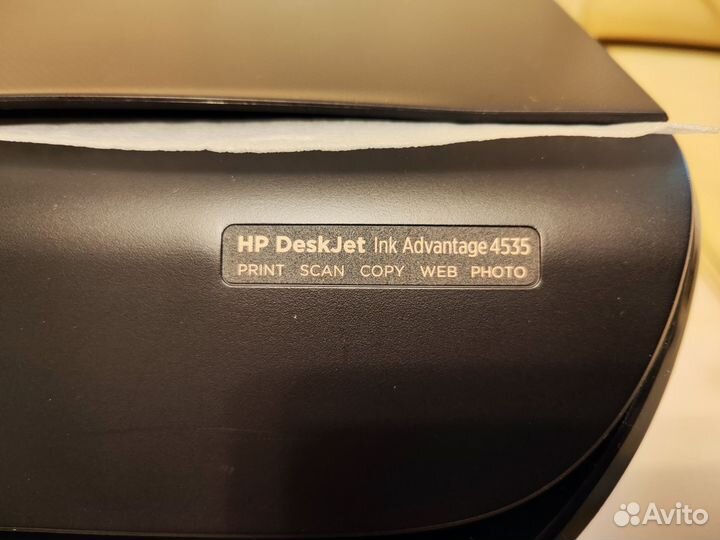 HP DeskJet Ink Advantage 4535
PRINT SCAN COPY WEB PHOTO
Avito